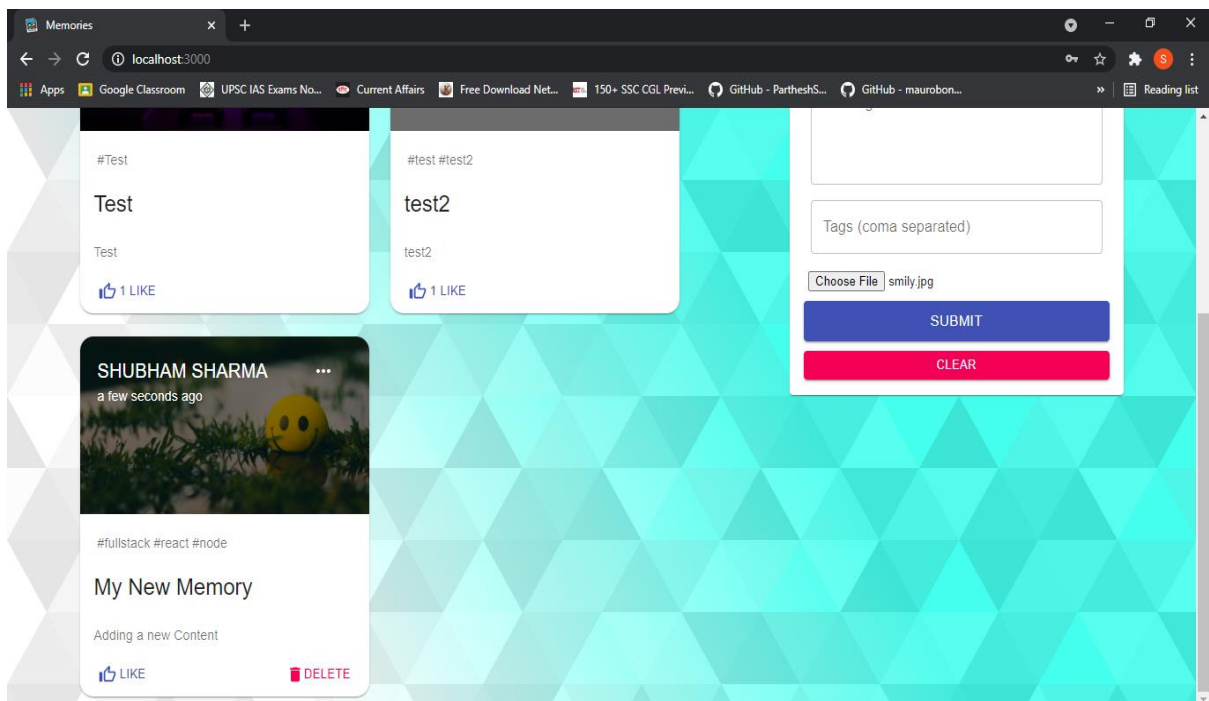 Memories
localhost:3000
S
Apps Google Classroom UPSC IAS Exams No... Current Affairs Free Download Net... 150+ SSC CGL Previ... GitHub - PartheshS... GitHub - maurobon... » Reading list
#Test
Test
Test
1 LIKE
#test #test2
test2
test2
1 LIKE
Tags (coma separated)
Choose File smily.jpg
SUBMIT
CLEAR
SHUBHAM SHARMA
a few seconds ago
#fullstack #react #node
My New Memory
Adding a new Content
LIKE DELETE